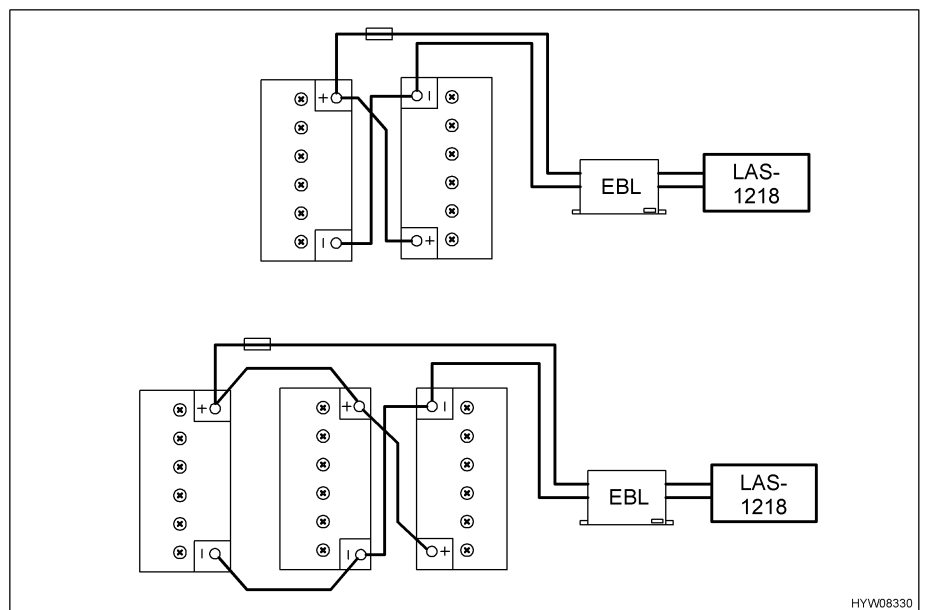 + I
I +
EBL
LAS-
1218
+ + I
I I +
EBL
LAS-
1218
HYW08330